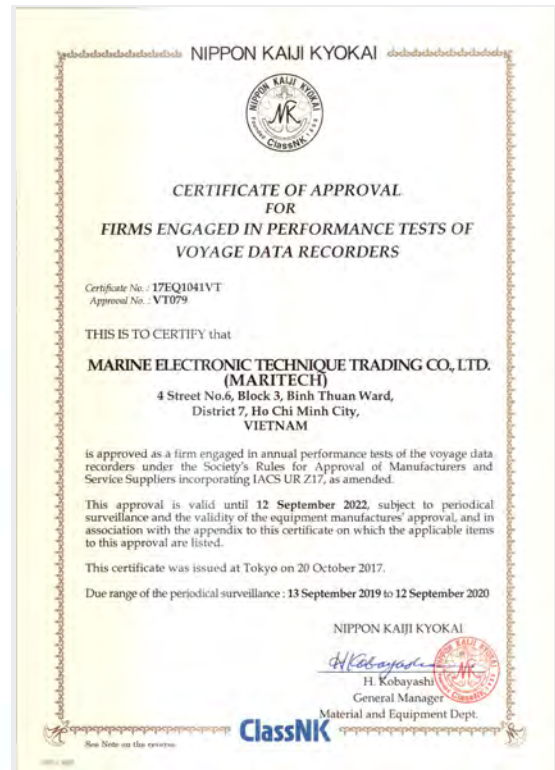 NIPPON KAIJI KYOKAI
NIPPON KAIJI KYOKAI
NK
Founded 1899
ClassNK
CERTIFICATE OF APPROVAL
FOR
FIRMS ENGAGED IN PERFORMANCE TESTS OF
VOYAGE DATA RECORDERS
Certificate No. : 17EQ1041VT
Approval No. : VT079
THIS IS TO CERTIFY that
MARINE ELECTRONIC TECHNIQUE TRADING CO., LTD.
(MARITECH)
4 Street No.6, Block 3, Binh Thuan Ward,
District 7, Ho Chi Minh City,
VIETNAM
is approved as a firm engaged in annual performance tests of the voyage data
recorders under the Society's Rules for Approval of Manufacturers and
Service Suppliers incorporating IACS UR Z17, as amended.
This approval is valid until 12 September 2022, subject to periodical
surveillance and the validity of the equipment manufactures' approval, and in
association with the appendix to this certificate on which the applicable items
to this approval are listed.
This certificate was issued at Tokyo on 20 October 2017.
Due range of the periodical surveillance : 13 September 2019 to 12 September 2020
NIPPON KAIJI KYOKAI
H. Kobayashi
NK
H. Kobayashi
General Manager
Material and Equipment Dept.
ClassNK
See Note on the reverse.